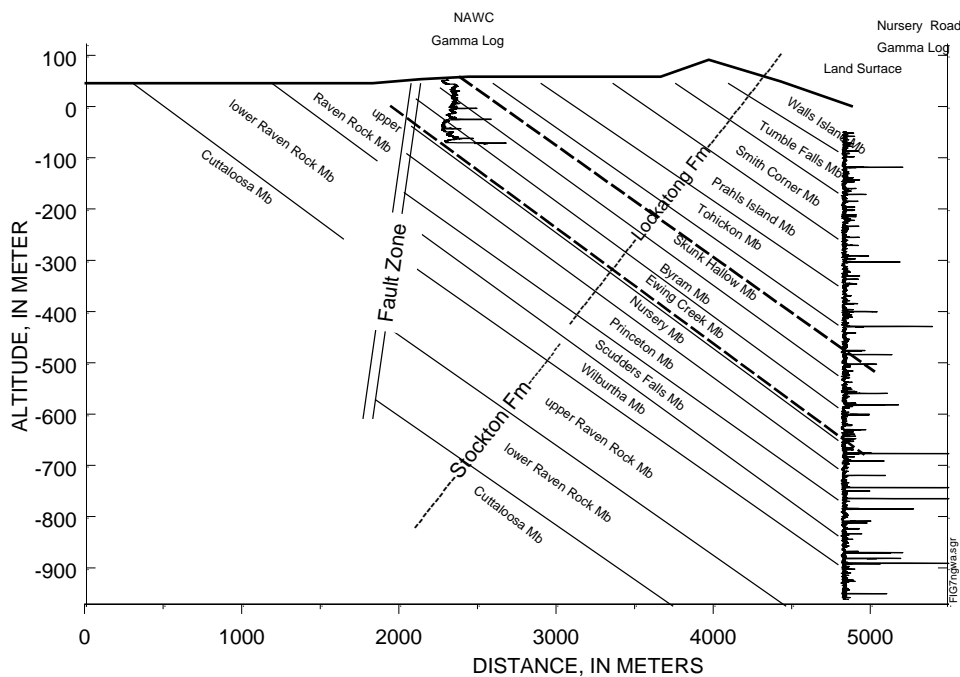 NAWC
Gamma Log
Nursery Road
Gamma Log
Land Surface
ALTITUDE, IN METER
100
0
-100
-200
-300
-400
-500
-600
-700
-800
-900
Cuttaloosa Mb
lower Raven Rock Mb
upper
Raven Rock Mb
Fault Zone
Walls Island Mb
Tumble Falls Mb
Smith Corner Mb
Prahls Island Mb
Tohickon Mb
Skunk Hallow Mb
Byram Mb
Ewing Creek Mb
Nursery Mb
Princeton Mb
Scudders Falls Mb
Wilburtha Mb
upper Raven Rock Mb
lower Raven Rock Mb
Cuttaloosa Mb
Lockatong Fm
Stockton Fm
FIG7ngwa.sgr
0
1000
2000
3000
4000
5000
DISTANCE, IN METERS